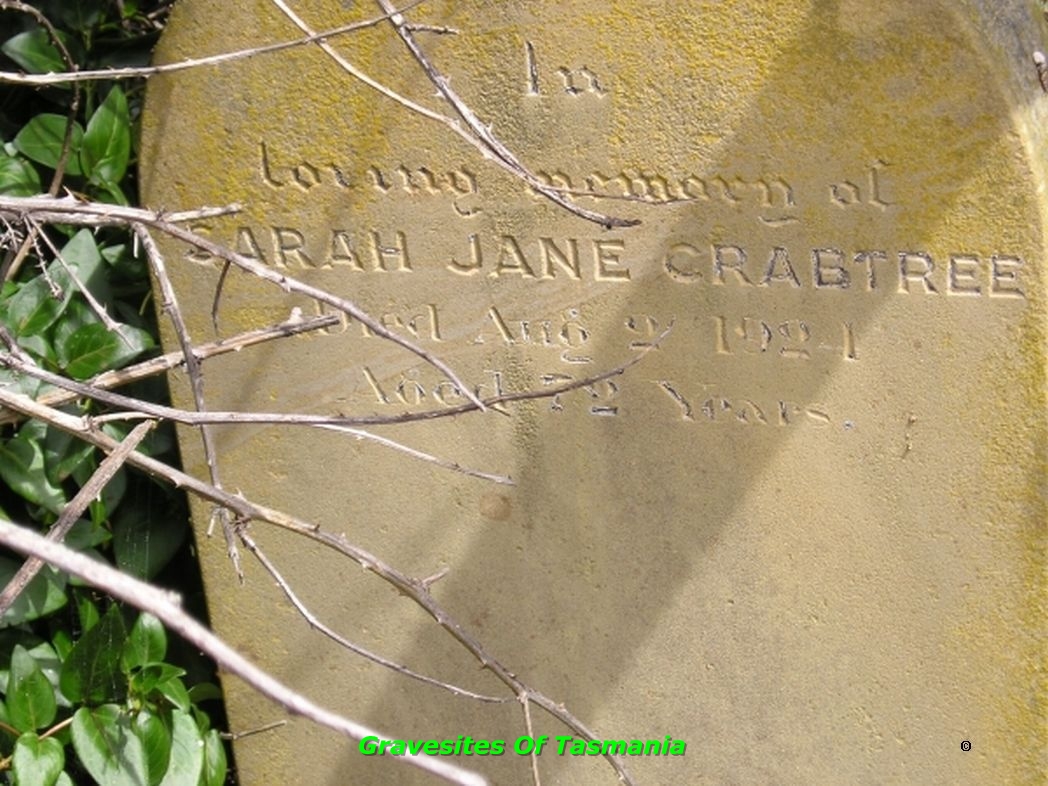 In
loving memory of
SARAH JANE CRABTREE
Died Aug 2 1924
Aged 72 Years.
Gravesites Of Tasmania
©